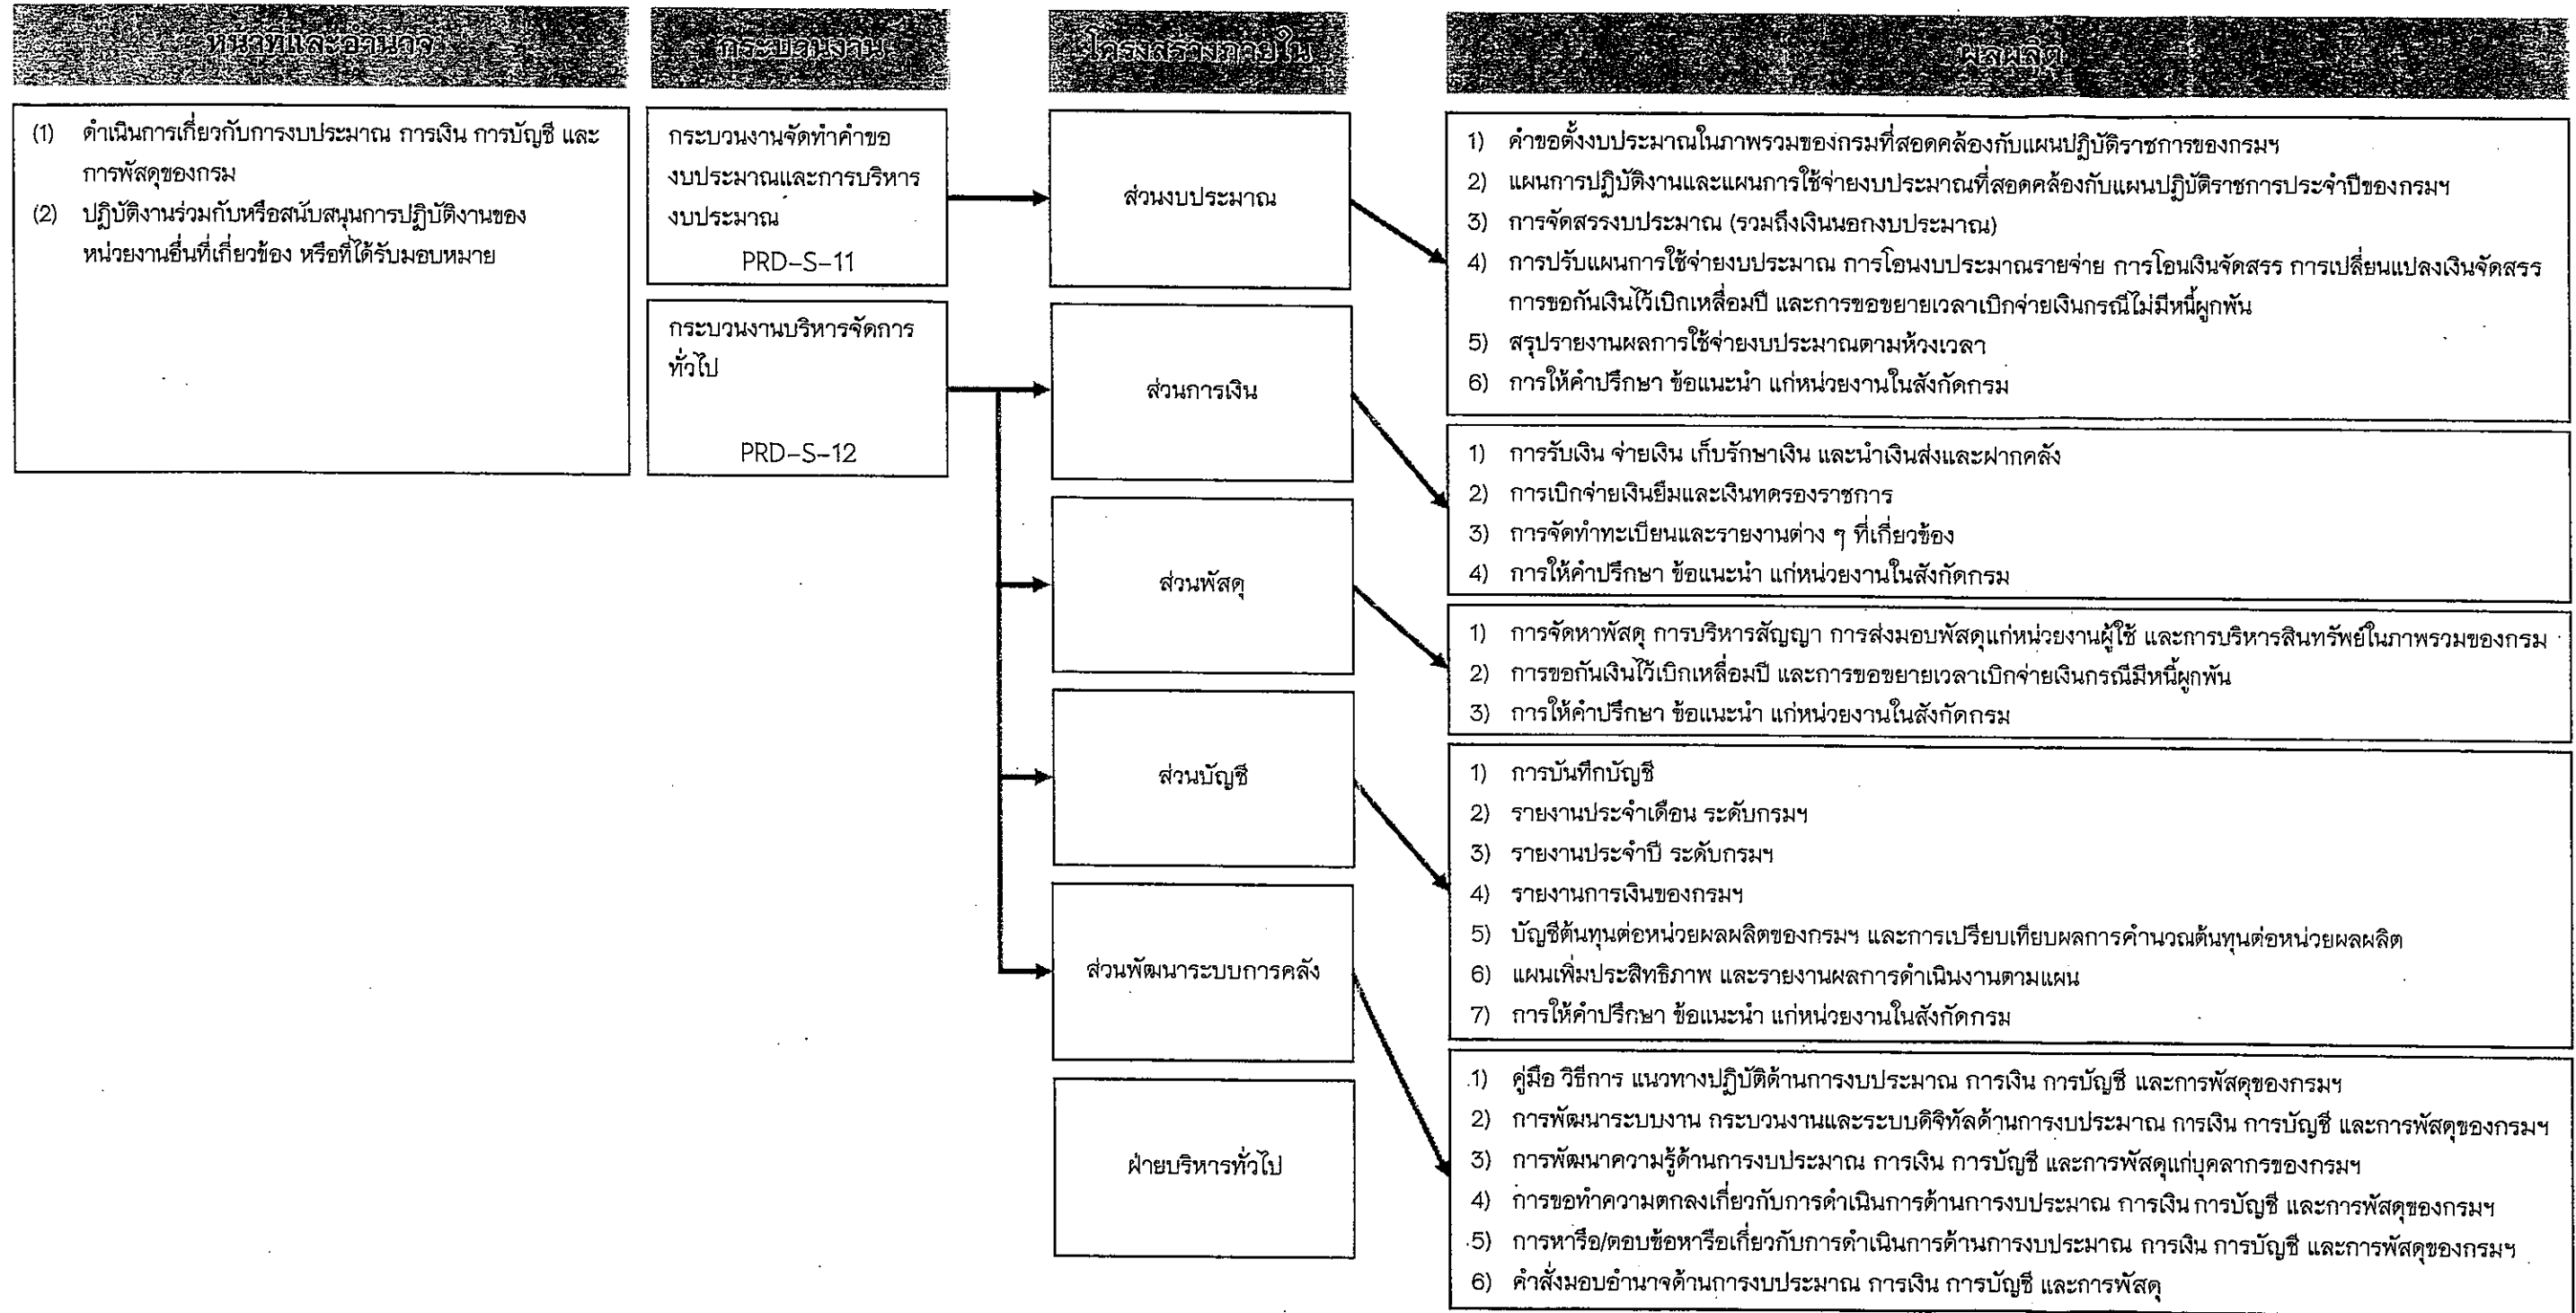 หน้าที่และอำนาจ
กระบวนงาน
โครงสร้างภายใน
ผลผลิต
(1) ดำเนินการเกี่ยวกับการงบประมาณ การเงิน การบัญชี และ
การพัสดุของกรม
(2) ปฏิบัติงานร่วมกับหรือสนับสนุนการปฏิบัติงานของ
หน่วยงานอื่นที่เกี่ยวข้อง หรือที่ได้รับมอบหมาย
กระบวนงานจัดทำคำขอ
งบประมาณและการบริหาร
งบประมาณ
PRD-S-11
กระบวนงานบริหารจัดการ
ทั่วไป
PRD-S-12
ส่วนงบประมาณ
ส่วนการเงิน
ส่วนพัสดุ
ส่วนบัญชี
ส่วนพัฒนาระบบการคลัง
ฝ่ายบริหารทั่วไป
1) คำขอตั้งงบประมาณในภาพรวมของกรมที่สอดคล้องกับแผนปฏิบัติราชการของกรมฯ
2) แผนการปฏิบัติงานและแผนการใช้จ่ายงบประมาณที่สอดคล้องกับแผนปฏิบัติราชการประจำปีของกรมฯ
3) การจัดสรรงบประมาณ (รวมถึงเงินนอกงบประมาณ)
4) การปรับแผนการใช้จ่ายงบประมาณ การโอนงบประมาณรายจ่าย การโอนเงินจัดสรร การเปลี่ยนแปลงเงินจัดสรร
การขอกันเงินไว้เบิกเหลื่อมปี และการขอขยายเวลาเบิกจ่ายเงินกรณีไม่มีหนี้ผูกพัน
5) สรุปรายงานผลการใช้จ่ายงบประมาณตามห้วงเวลา
6) การให้คำปรึกษา ข้อแนะนำ แก่หน่วยงานในสังกัดกรม
1) การรับเงิน จ่ายเงิน เก็บรักษาเงิน และนำเงินส่งและฝากคลัง
2) การเบิกจ่ายเงินยืมและเงินทดรองราชการ
3) การจัดทำทะเบียนและรายงานต่าง ๆ ที่เกี่ยวข้อง
4) การให้คำปรึกษา ข้อแนะนำ แก่หน่วยงานในสังกัดกรม
1) การจัดหาพัสดุ การบริหารสัญญา การส่งมอบพัสดุแก่หน่วยงานผู้ใช้ และการบริหารสินทรัพย์ในภาพรวมของกรม
2) การขอกันเงินไว้เบิกเหลื่อมปี และการขอขยายเวลาเบิกจ่ายเงินกรณีมีหนี้ผูกพัน
3) การให้คำปรึกษา ข้อแนะนำ แก่หน่วยงานในสังกัดกรม
1) การบันทึกบัญชี
2) รายงานประจำเดือน ระดับกรมฯ
3) รายงานประจำปี ระดับกรมฯ
4) รายงานการเงินของกรมฯ
5) บัญชีต้นทุนต่อหน่วยผลผลิตของกรมฯ และการเปรียบเทียบผลการคำนวณต้นทุนต่อหน่วยผลผลิต
6) แผนเพิ่มประสิทธิภาพ และรายงานผลการดำเนินงานตามแผน
7) การให้คำปรึกษา ข้อแนะนำ แก่หน่วยงานในสังกัดกรม
1) คู่มือ วิธีการ แนวทางปฏิบัติด้านการงบประมาณ การเงิน การบัญชี และการพัสดุของกรมฯ
2) การพัฒนาระบบงาน กระบวนงานและระบบดิจิทัลด้านการงบประมาณ การเงิน การบัญชี และการพัสดุของกรมฯ
3) การพัฒนาความรู้ด้านการงบประมาณ การเงิน การบัญชี และการพัสดุแก่บุคลากรของกรมฯ
4) การขอทำความตกลงเกี่ยวกับการดำเนินการด้านการงบประมาณ การเงิน การบัญชี และการพัสดุของกรมฯ
5) การหารือ/ตอบข้อหารือเกี่ยวกับการดำเนินการด้านการงบประมาณ การเงิน การบัญชี และการพัสดุของกรมฯ
6) คำสั่งมอบอำนาจด้านการงบประมาณ การเงิน การบัญชี และการพัสดุ